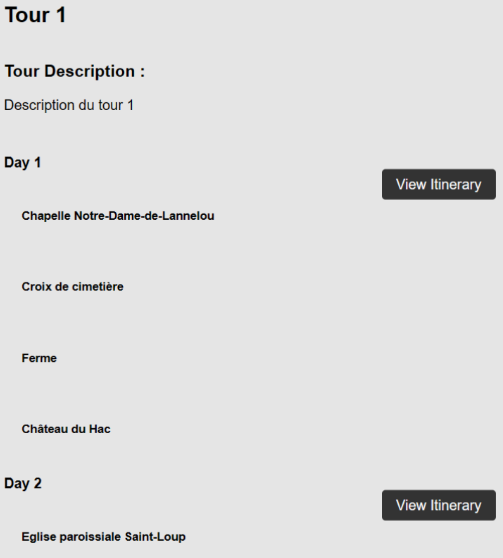 Tour 1
Tour Description :
Description du tour 1
Day 1
View Itinerary
Chapelle Notre-Dame-de-Lannelou
Croix de cimetière
Ferme
Château du Hac
Day 2
View Itinerary
Eglise paroissiale Saint-Loup